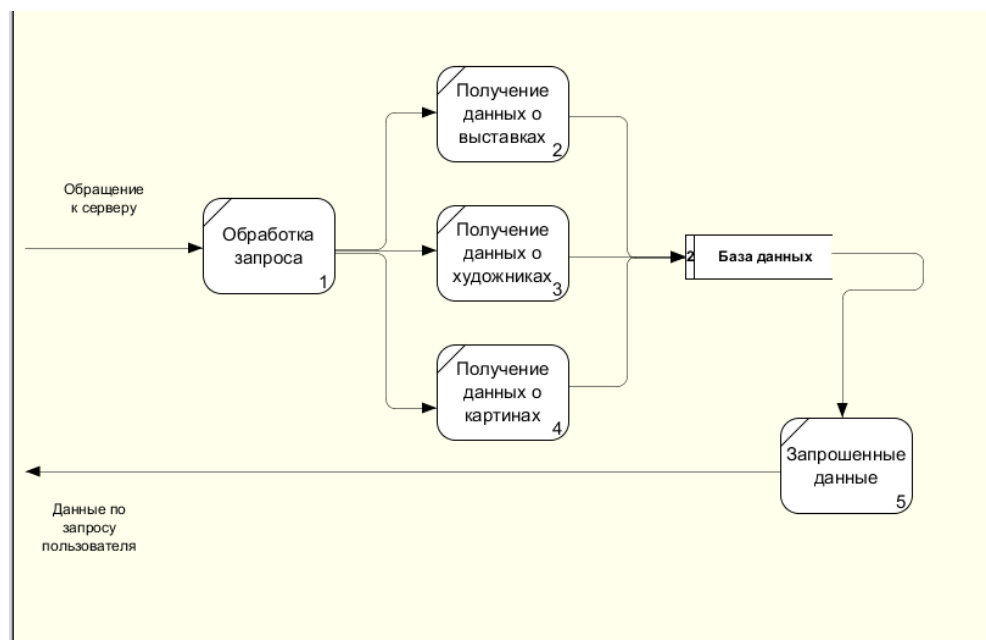 Обращение
к серверу
Обработка
запроса
1
Получение
данных о
выставках
2
Получение
данных о
художниках
3
Получение
данных о
картинах
4
2 База данных
Запрошенные
данные
5
Данные по
запросу
пользователя